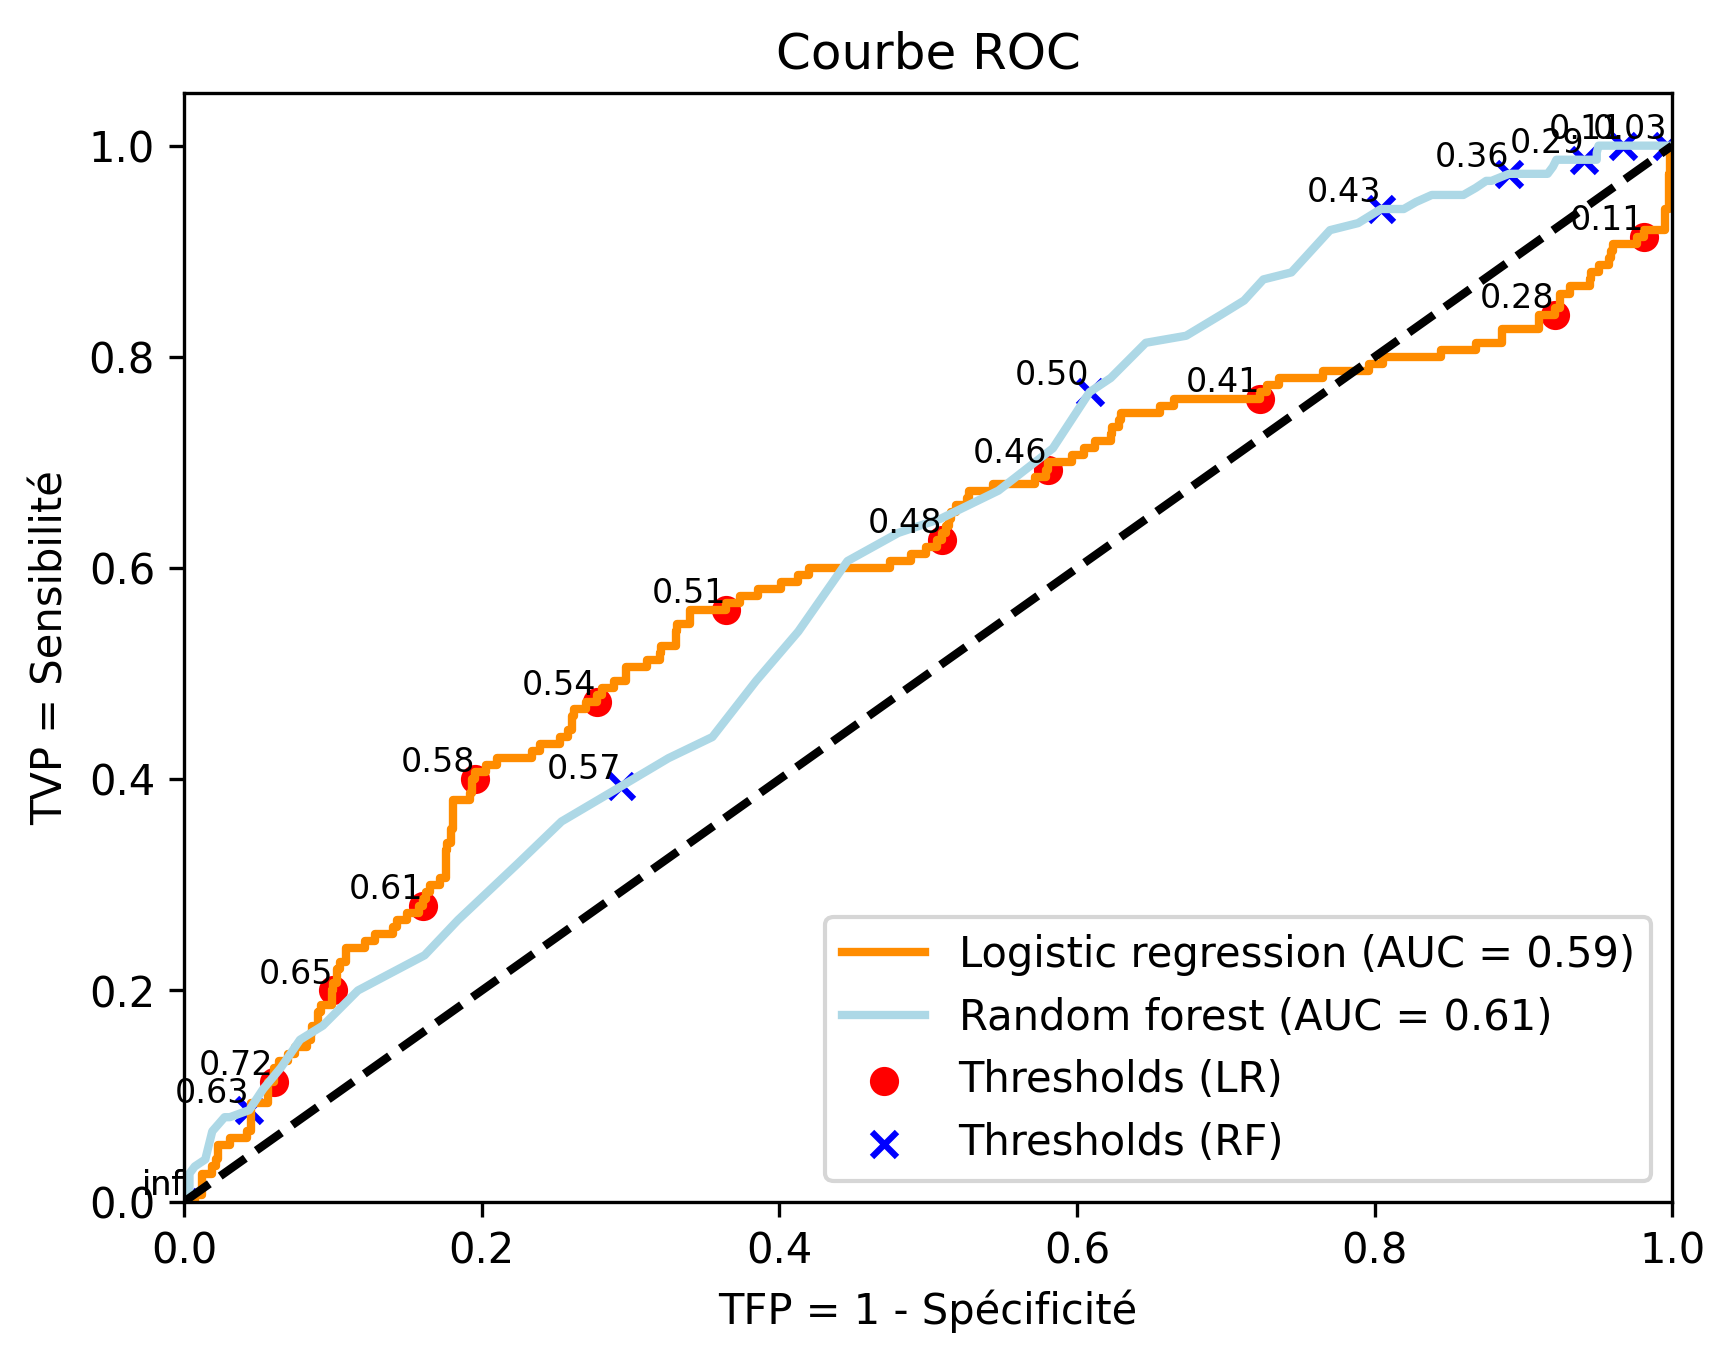 Courbe ROC
1.0
0.8
0.6
0.4
0.2
0.0
TVP = Sensibilité
0.03
0.11
0.29
0.36
0.43
0.11
0.28
0.50
0.41
0.46
0.48
0.51
0.54
0.58
0.57
0.61
0.65
0.72
0.63
inf
Logistic regression (AUC = 0.59)
Random forest (AUC = 0.61)
Thresholds (LR)
Thresholds (RF)
0.0 0.2 0.4 0.6 0.8 1.0
TFP = 1 - Spécificité